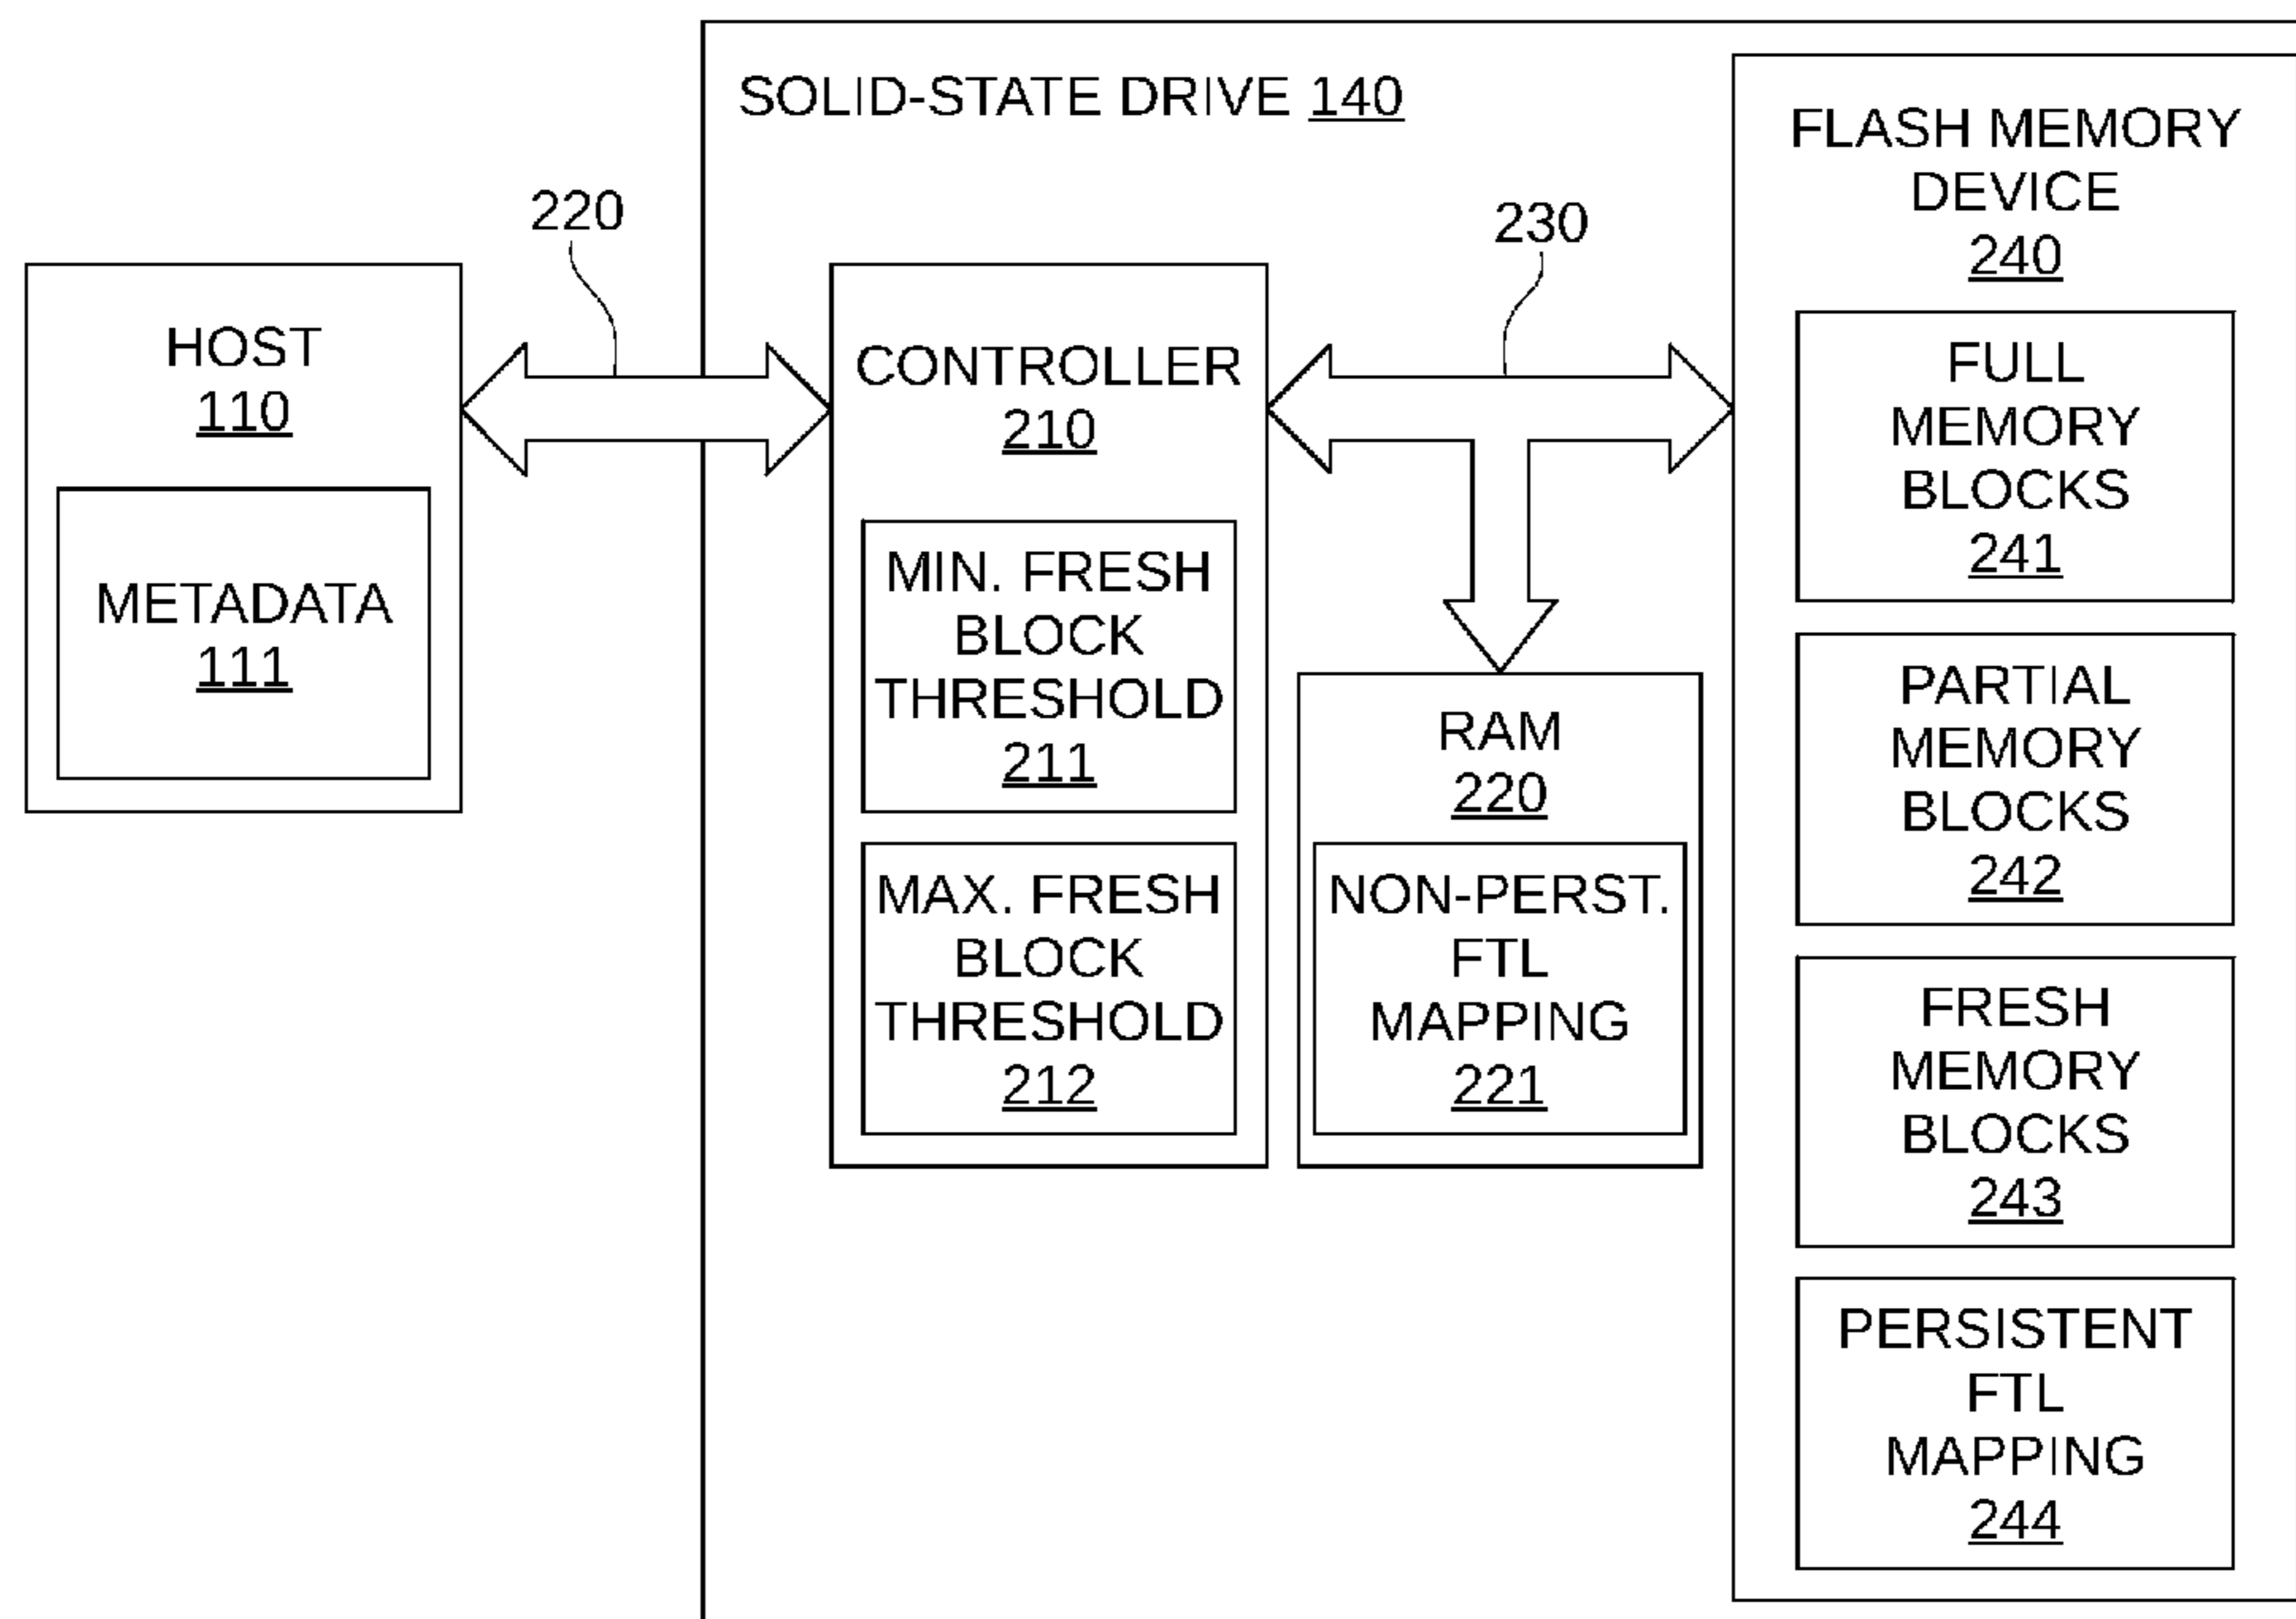 SOLID-STATE DRIVE 140
220
HOST
110
METADATA
111
CONTROLLER
210
MIN. FRESH
BLOCK
THRESHOLD
211
MAX. FRESH
BLOCK
THRESHOLD
212
230
RAM
220
NON-PERST.
FTL
MAPPING
221
FLASH MEMORY
DEVICE
240
FULL
MEMORY
BLOCKS
241
PARTIAL
MEMORY
BLOCKS
242
FRESH
MEMORY
BLOCKS
243
PERSISTENT
FTL
MAPPING
244